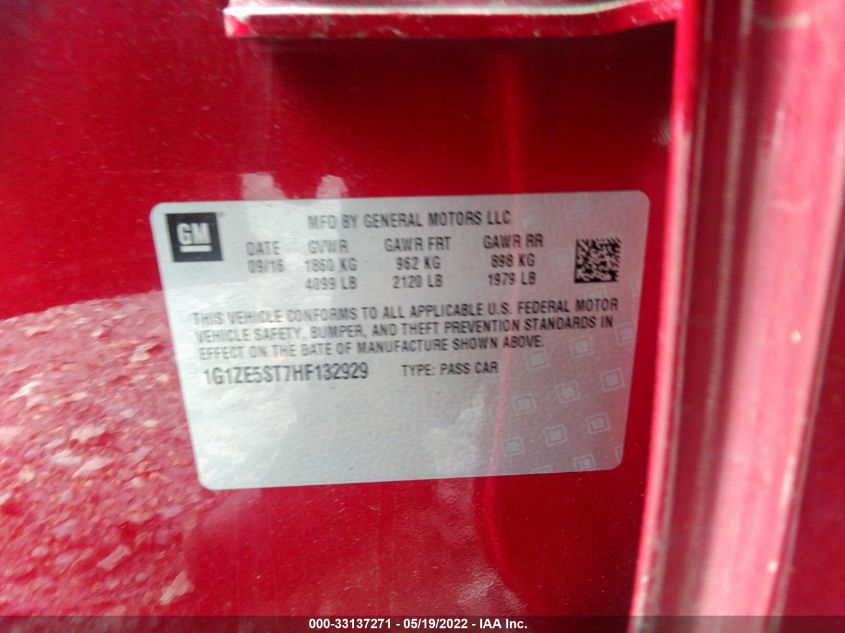 GM
MFD BY GENERAL MOTORS LLC
DATE GVWR GAWR FRT GAWR RR
09/16 1860 KG 962 KG 898 KG
4099 LB 2120 LB 1979 LB
THIS VEHICLE CONFORMS TO ALL APPLICABLE U.S. FEDERAL MOTOR
VEHICLE SAFETY, BUMPER, AND THEFT PREVENTION STANDARDS IN
EFFECT ON THE DATE OF MANUFACTURE SHOWN ABOVE.
1G1ZE5ST7HF132929 TYPE: PASS CAR
000-33137271 - 05/19/2022 - IAA Inc.